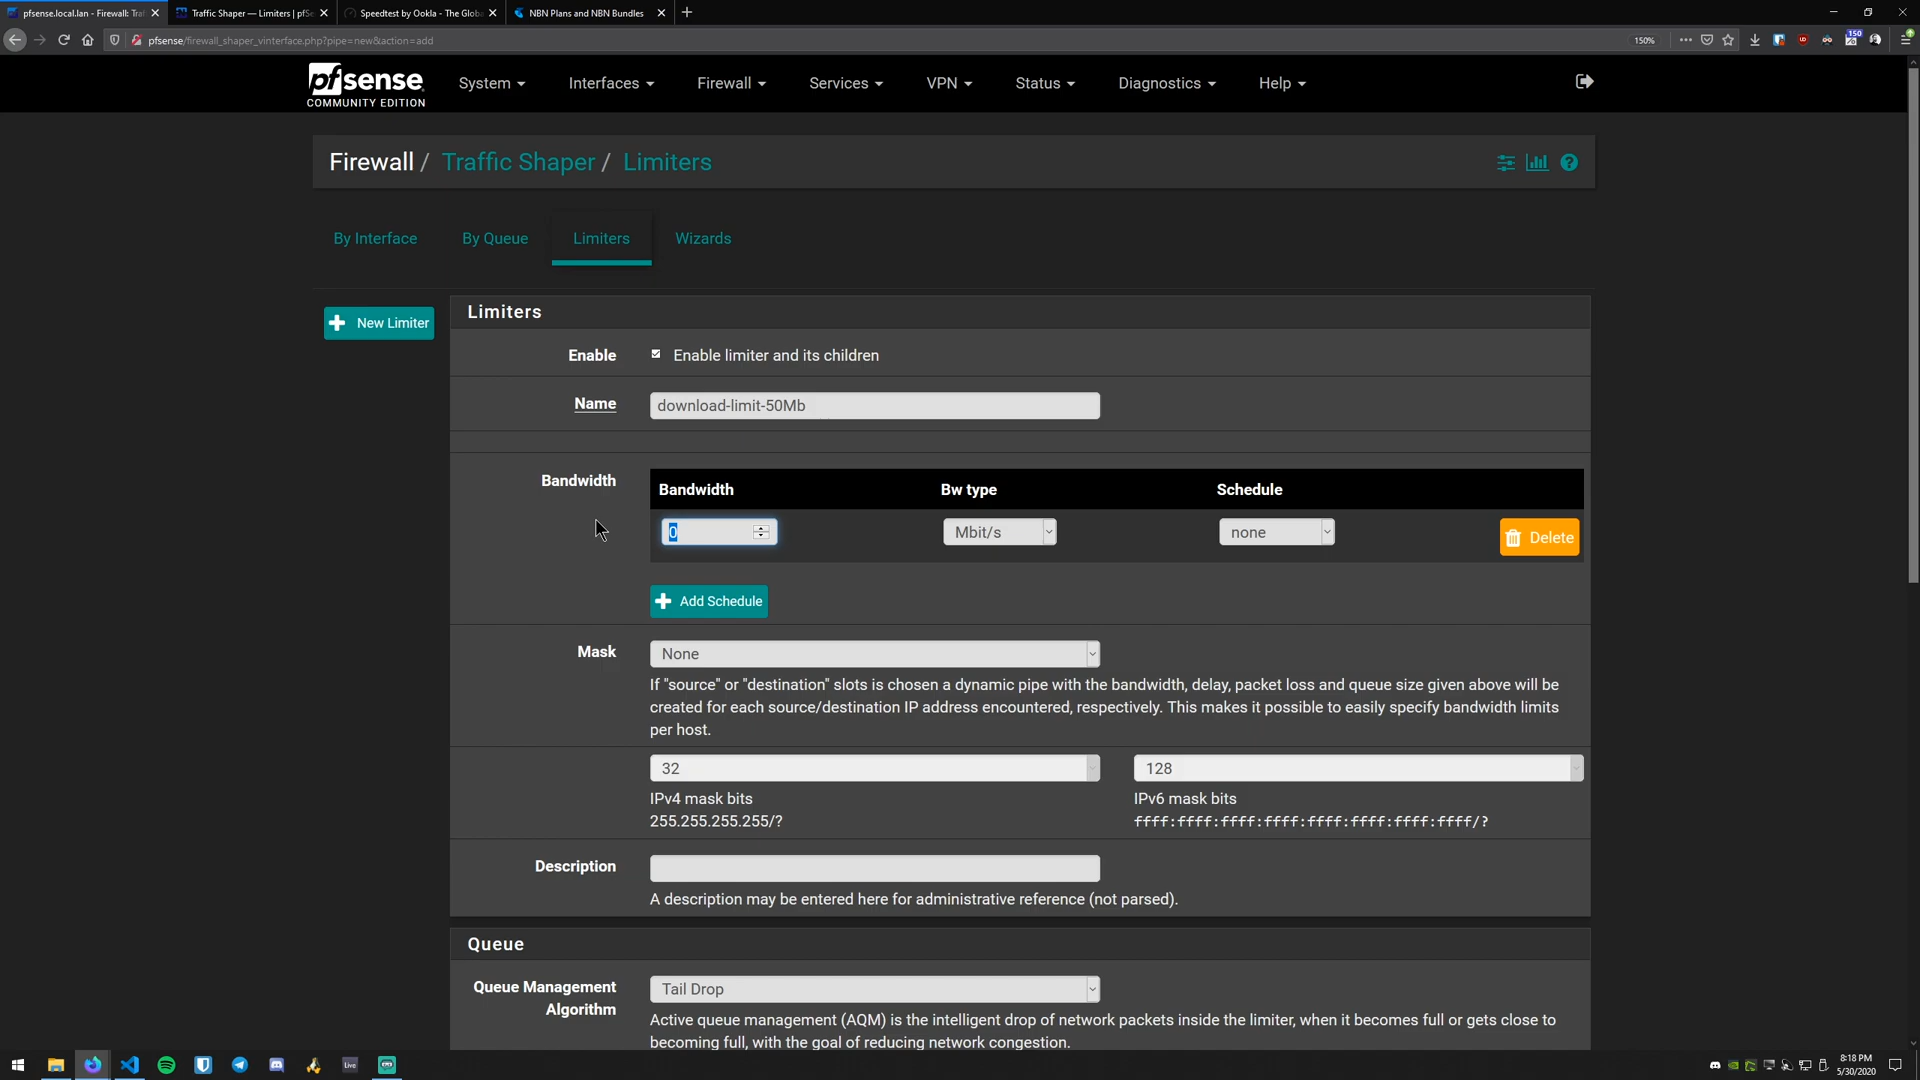 pfsense.local.lan - Firewall: Traf
Traffic Shaper — Limiters | pfSe
Speedtest by Ookla - The Globa
NBN Plans and NBN Bundles
pfsense/firewall_shaper_vinterface.php?pipe=new&action=add
150%
150
pfsense
COMMUNITY EDITION
System
Interfaces
Firewall
Services
VPN
Status
Diagnostics
Help
Firewall / Traffic Shaper / Limiters
By Interface
By Queue
Limiters
Wizards
New Limiter
Limiters
Enable
Enable limiter and its children
Name
download-limit-50Mb
Bandwidth
Bandwidth
Bw type
Schedule
0
Mbit/s
none
Delete
Add Schedule
Mask
None
If "source" or "destination" slots is chosen a dynamic pipe with the bandwidth, delay, packet loss and queue size given above will be
created for each source/destination IP address encountered, respectively. This makes it possible to easily specify bandwidth limits
per host.
32
128
IPv4 mask bits
IPv6 mask bits
255.255.255.255/?
ffff:ffff:ffff:ffff:ffff:ffff:ffff:ffff/?
Description
A description may be entered here for administrative reference (not parsed).
Queue
Queue Management
Algorithm
Tail Drop
Active queue management (AQM) is the intelligent drop of network packets inside the limiter, when it becomes full or gets close to
becoming full, with the goal of reducing network congestion.
Live
8:18 PM
5/30/2020